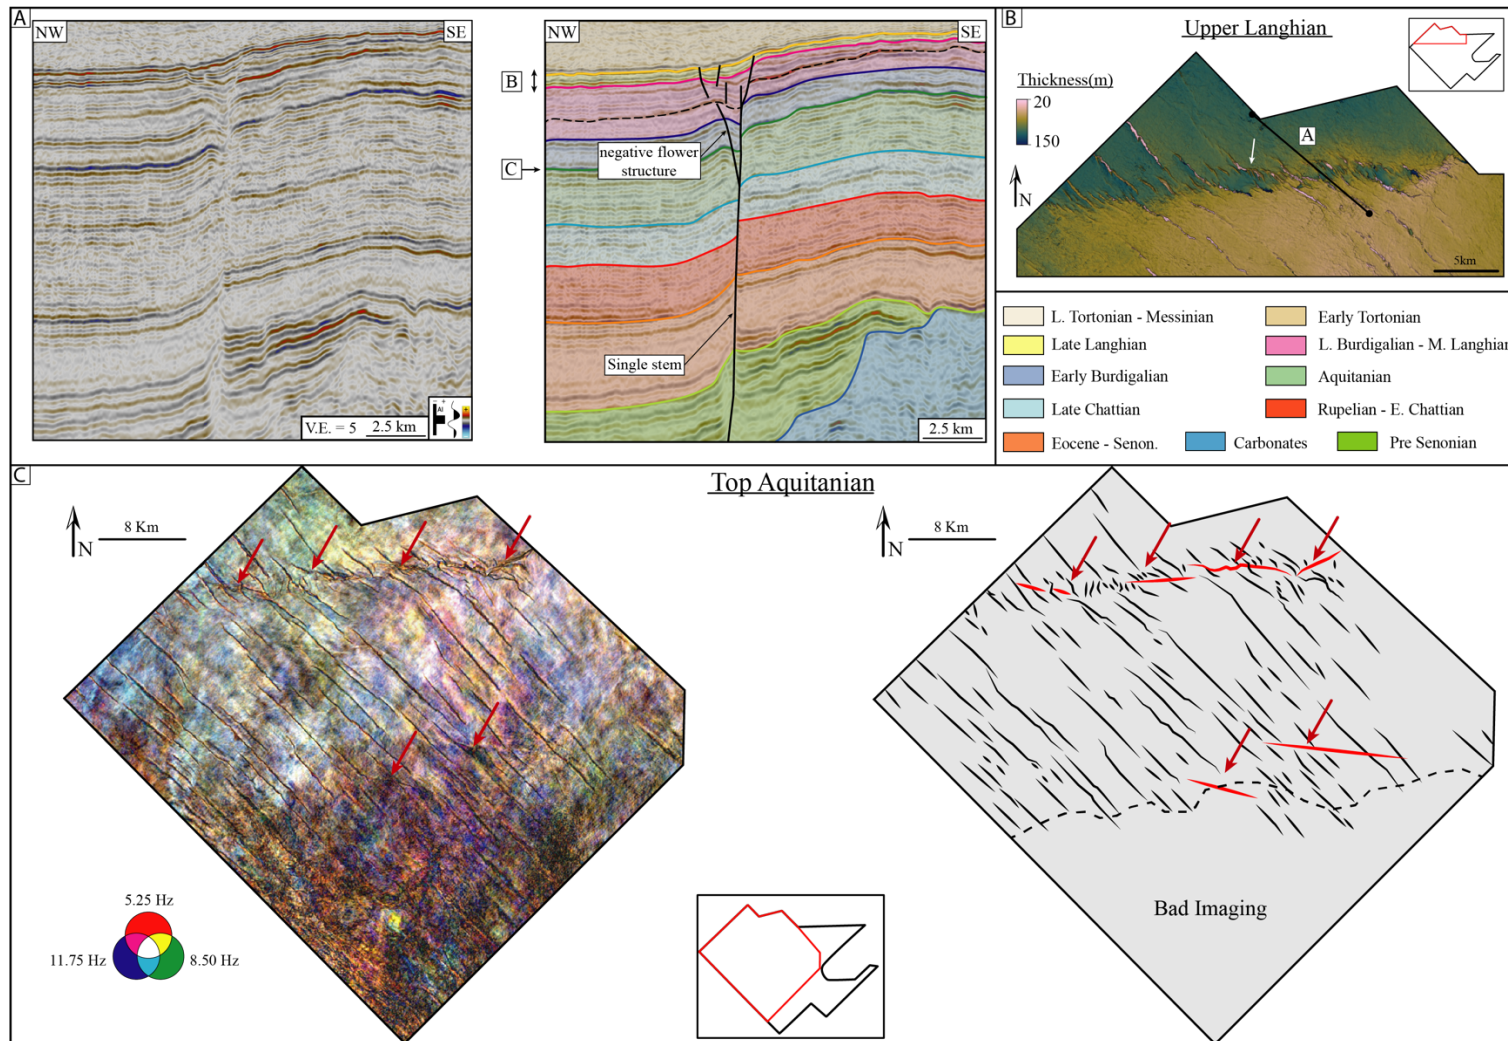 A
NW
SE
V.E. = 5
2.5 km
- +
AI
NW
SE
B
C
negative flower
structure
Single stem
2.5 km
B
Upper Langhian
Thickness(m)
20
150
N
A
5km
L. Tortonian - Messinian
Early Tortonian
Late Langhian
L. Burdigalian - M. Langhian
Early Burdigalian
Aquitanian
Late Chattian
Rupelian - E. Chattian
Eocene - Senon.
Carbonates
Pre Senonian
C
Top Aquitanian
8 Km
N
8 Km
N
5.25 Hz
11.75 Hz
8.50 Hz
Bad Imaging